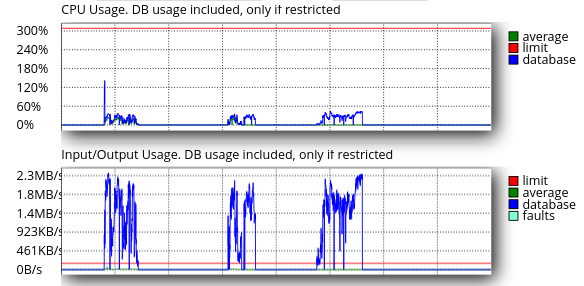 CPU Usage. DB usage included, only if restricted
300%
240%
180%
120%
60%
0%
average
limit
database
Input/Output Usage. DB usage included, only if restricted
2.3MB/s
1.8MB/s
1.4MB/s
923KB/s
461KB/s
0B/s
limit
average
database
faults